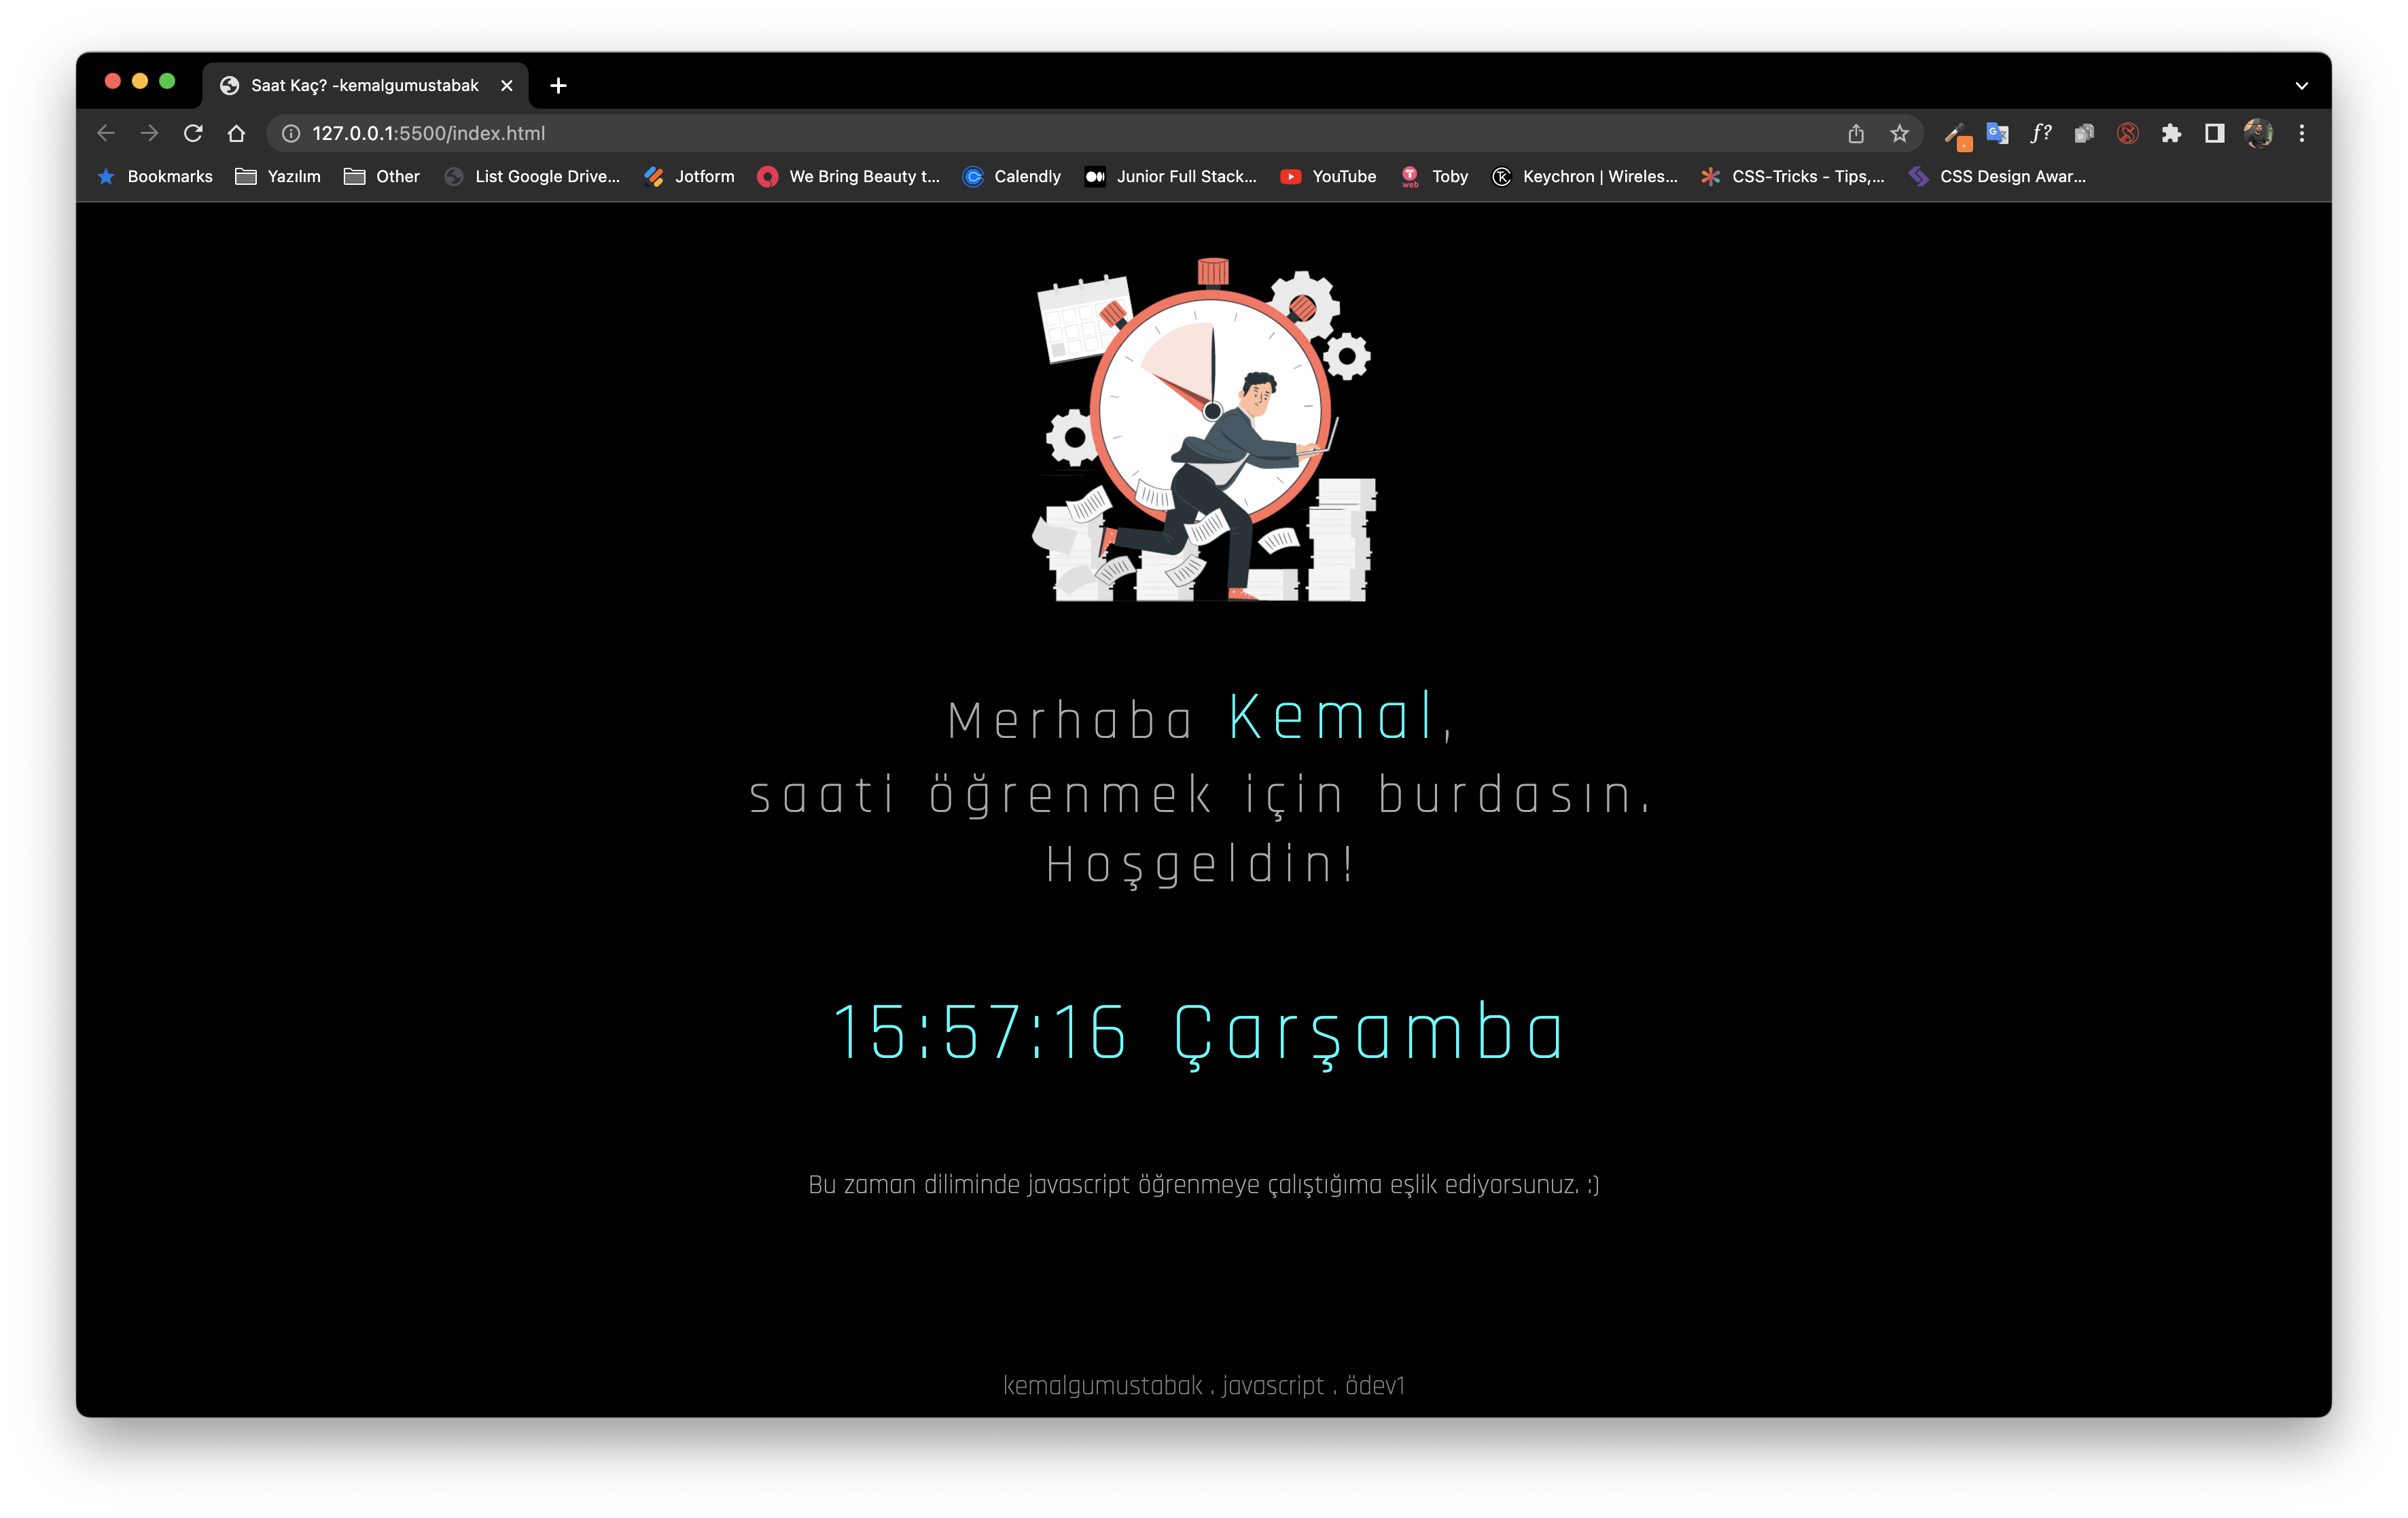 Saat Kaç? -kemalgumustabak
127.0.0.1:5500/index.html
Bookmarks Yazılım Other List Google Drive... Jotform We Bring Beauty t... Calendly Junior Full Stack... YouTube Toby Keychron | Wireles... CSS-Tricks - Tips,... CSS Design Awar...
Merhaba Kemal,
saati öğrenmek için burdasın.
Hoşgeldin!
15:57:16 Çarşamba
Bu zaman diliminde javascript öğrenmeye çalıştığıma eşlik ediyorsunuz. :)
kemalgumustabak . javascript . ödev1